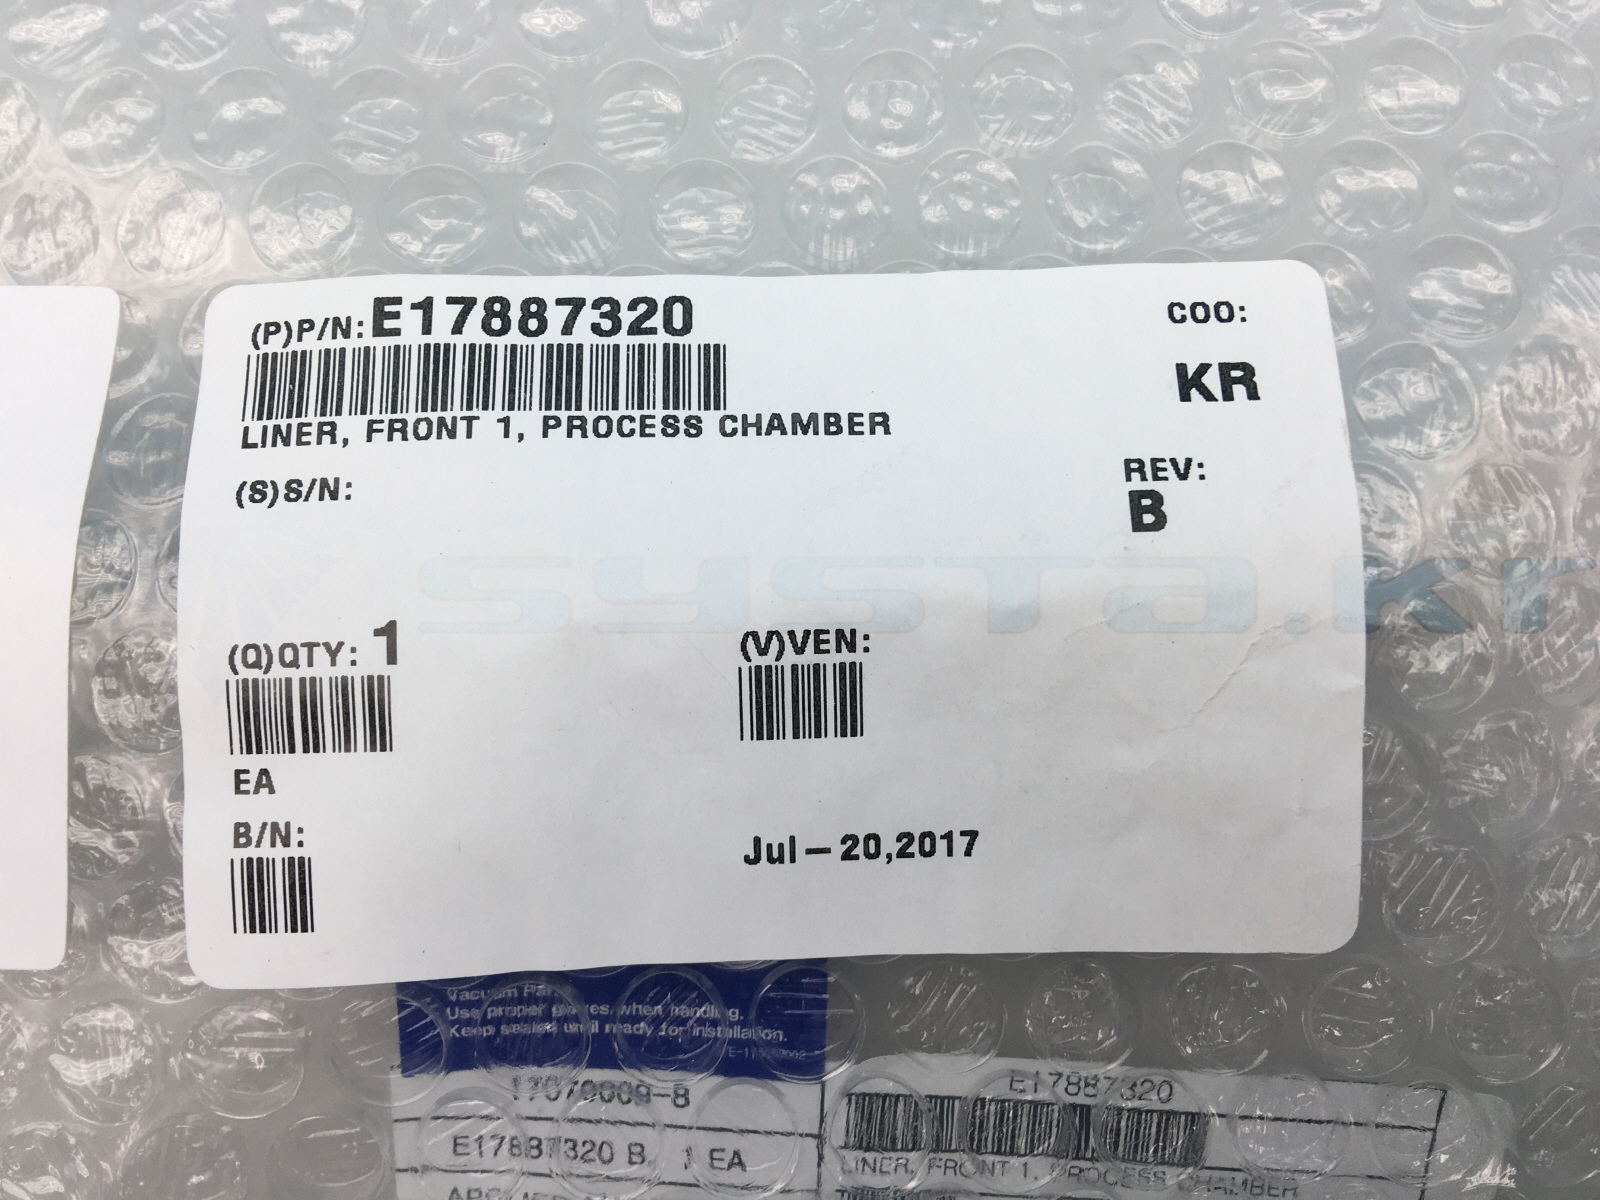 (P)P/N: E17887320
COO:
KR
LINER, FRONT 1, PROCESS CHAMBER
(S)S/N:
REV:
B
systa.kr
(Q)QTY: 1
(V)VEN:
EA
B/N:
Jul-20,2017
Vacuum
Use proper gloves when handling.
Keep sealed until ready for installation.
E17887320
E17887320 B 1 EA
LINER, FRONT 1, PROCESS CHAMBER